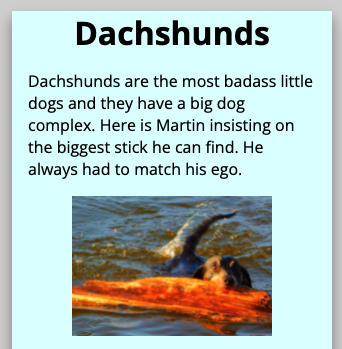 Dachshunds
Dachshunds are the most badass little
dogs and they have a big dog
complex. Here is Martin insisting on
the biggest stick he can find. He
always had to match his ego.